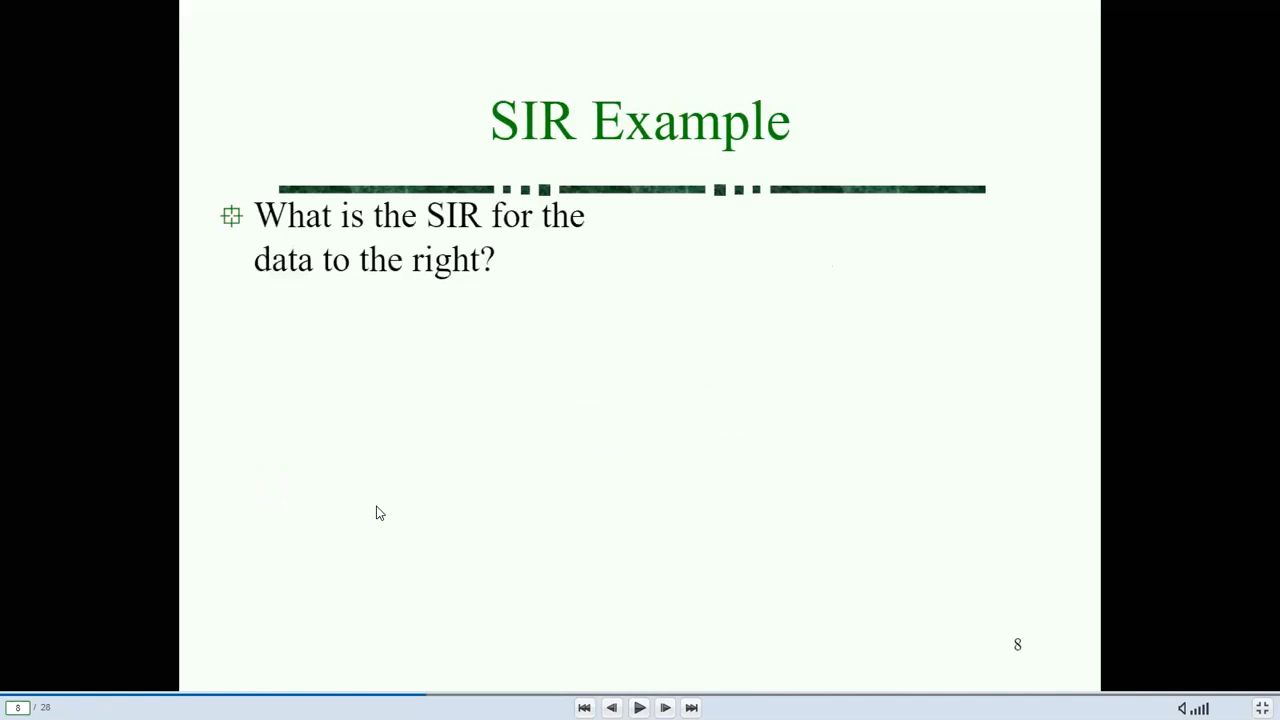 SIR Example
What is the SIR for the
data to the right?
8
8 / 28